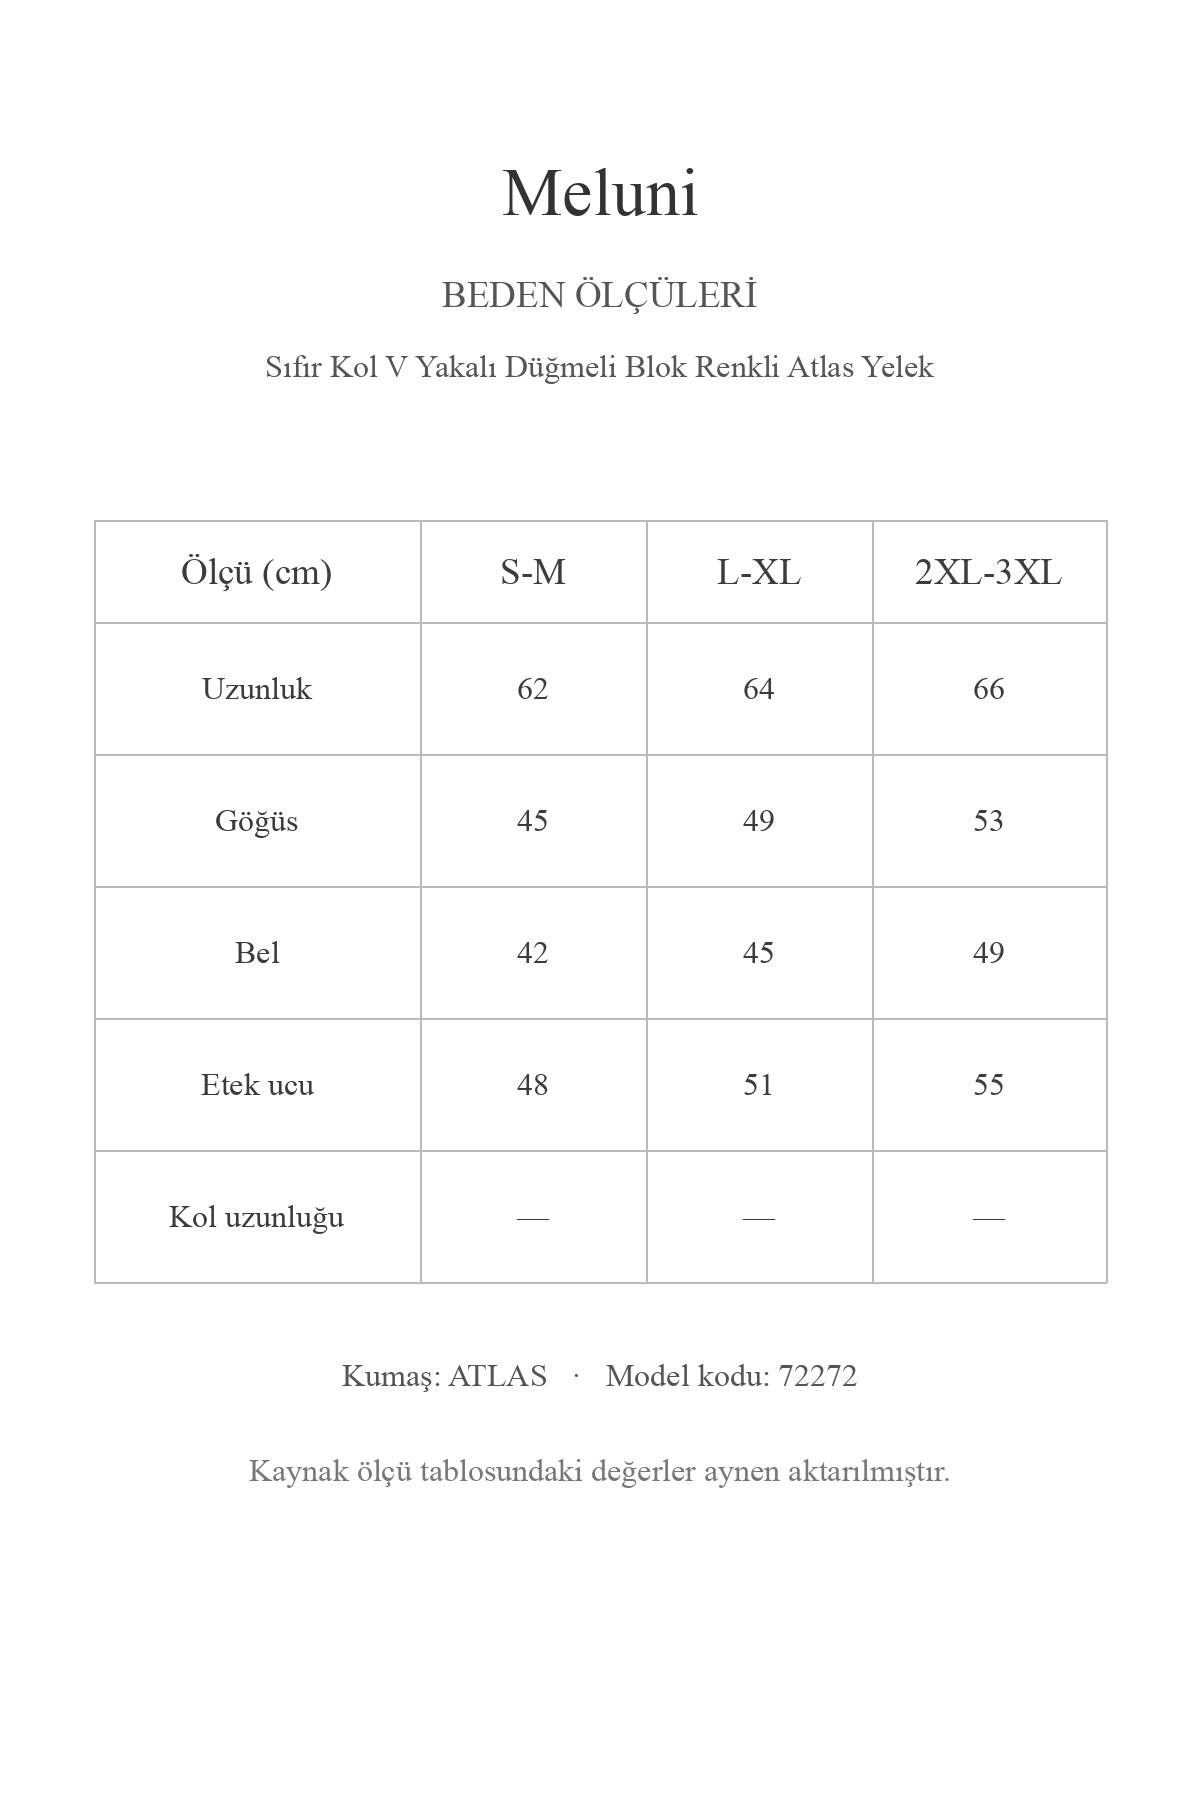 Meluni
BEDEN ÖLÇÜLERİ
Sıfır Kol V Yakalı Düğmeli Blok Renkli Atlas Yelek
Ölçü (cm) S-M L-XL 2XL-3XL
Uzunluk 62 64 66
Göğüs 45 49 53
Bel 42 45 49
Etek ucu 48 51 55
Kol uzunluğu — — —
Kumaş: ATLAS · Model kodu: 72272
Kaynak ölçü tablosundaki değerler aynen aktarılmıştır.